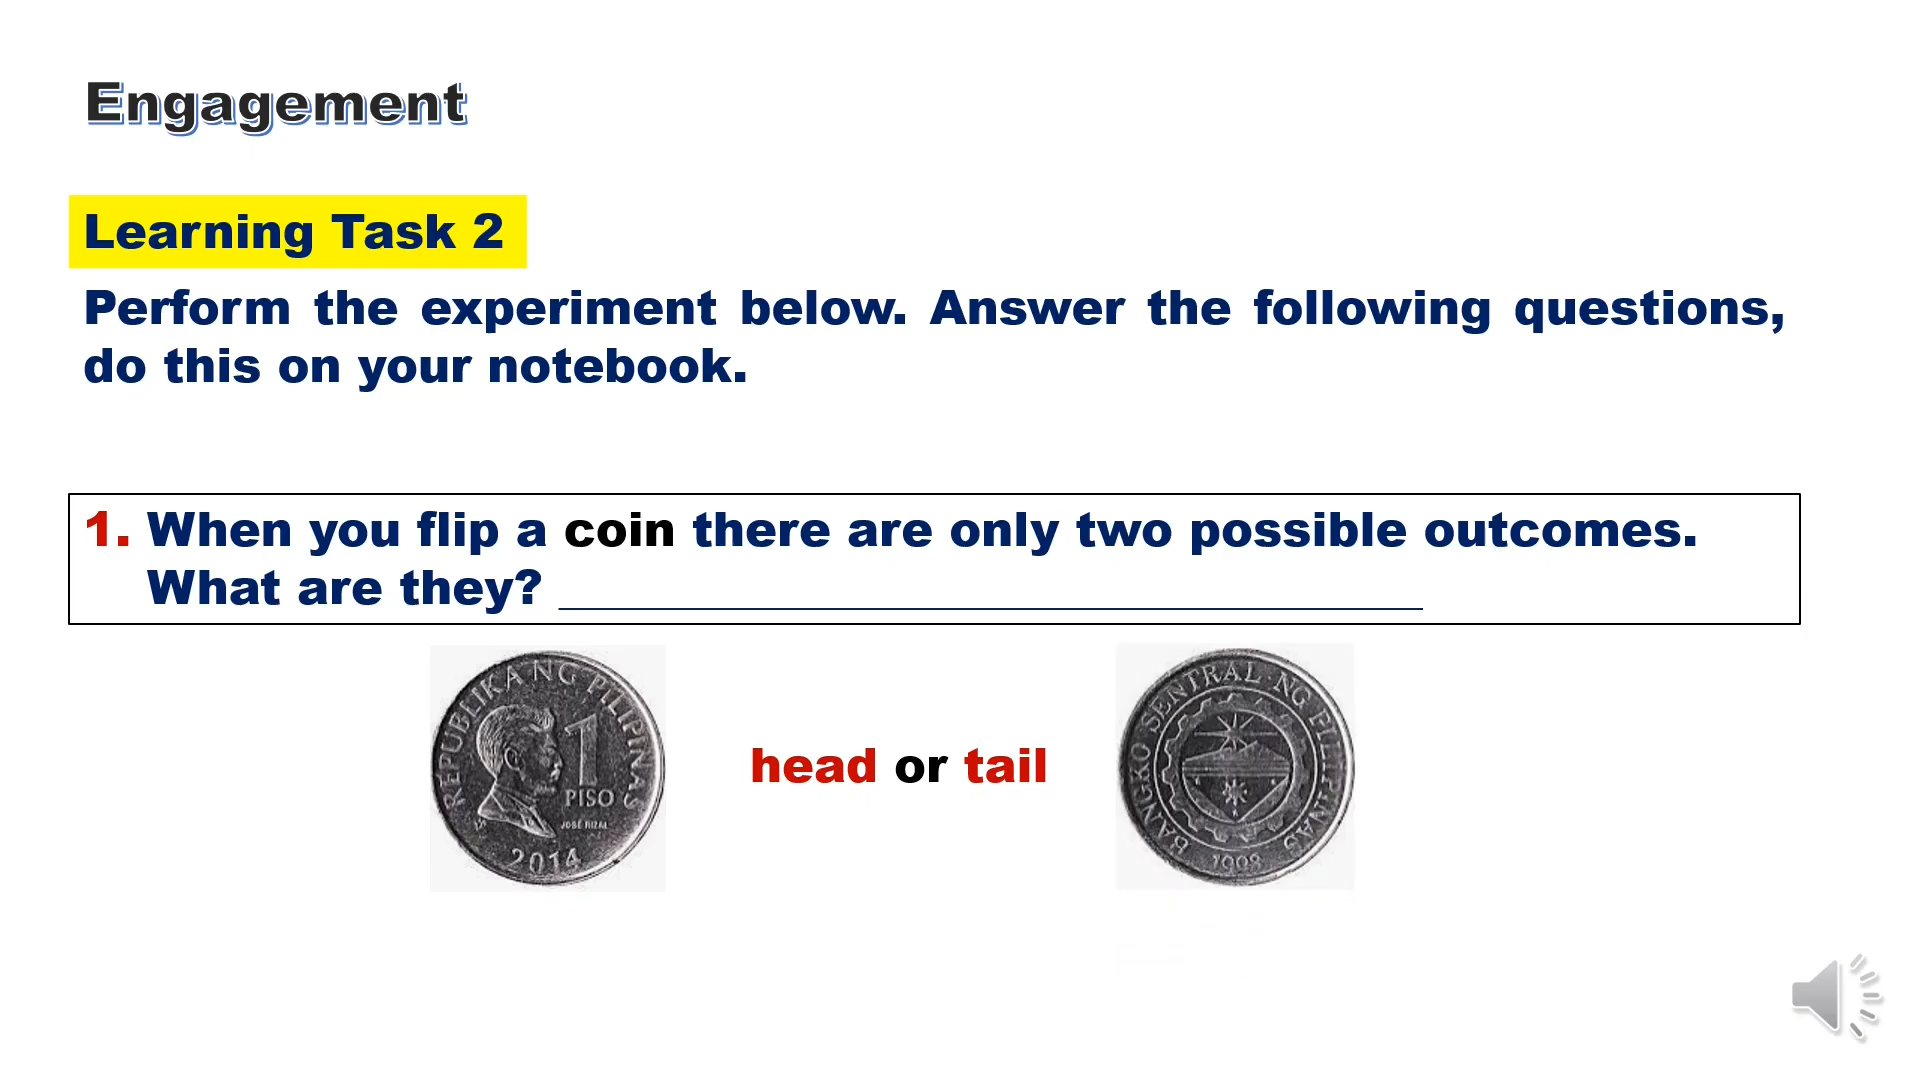 Engagement
Learning Task 2
Perform the experiment below. Answer the following questions,
do this on your notebook.
1. When you flip a coin there are only two possible outcomes.
What are they? ____________________
REPUBLIKA NG PILIPINAS
1
PISO
JOSE RIZAL
2014
head or tail
BANGKO SENTRAL NG PILIPINAS